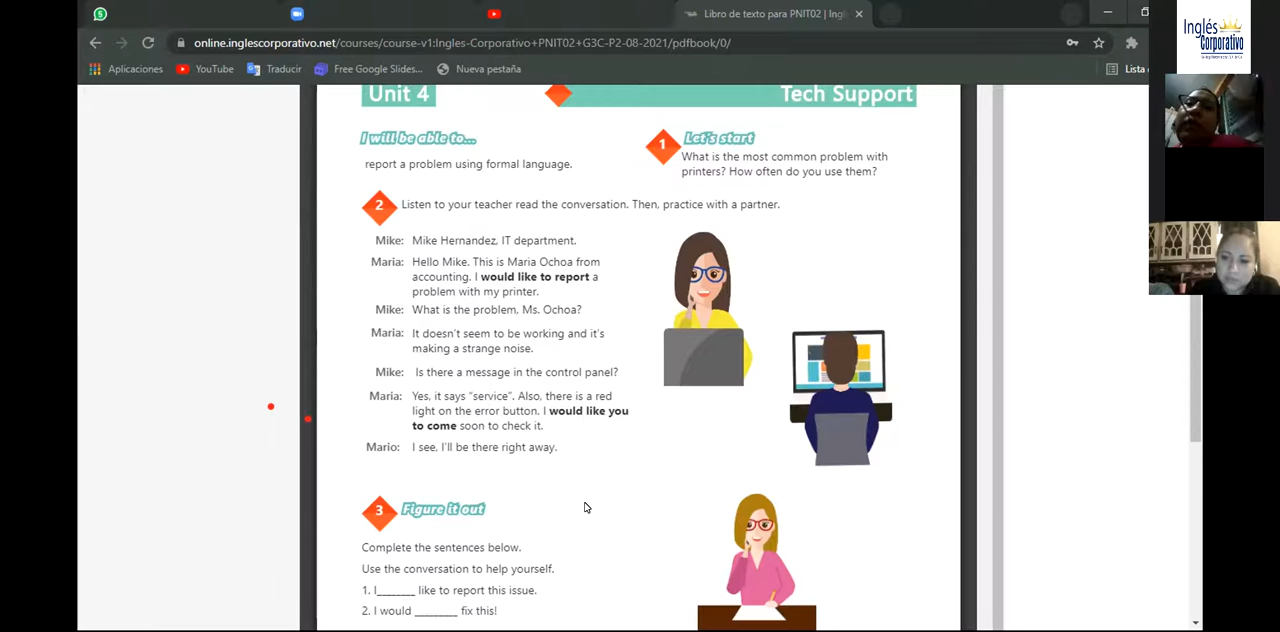 5
Libro de texto para PNIT02 | Ing
online.inglescorporativo.net/courses/course-v1:Ingles-Corporativo+PNIT02+G3C-P2-08-2021/pdfbook/0/
Aplicaciones
YouTube
Traducir
Free Google Slides...
Nueva pestaña
Lista
Inglés
Corporativo
Unit 4
Tech Support
I will be able to...
report a problem using formal language.
1
Let's start
What is the most common problem with
printers? How often do you use them?
2
Listen to your teacher read the conversation. Then, practice with a partner.
Mike: Mike Hernandez, IT department.
Maria: Hello Mike. This is Maria Ochoa from
accounting. I would like to report a
problem with my printer.
Mike: What is the problem, Ms. Ochoa?
Maria: It doesn't seem to be working and it's
making a strange noise.
Mike: Is there a message in the control panel?
Maria: Yes, it says "service". Also, there is a red
light on the error button. I would like you
to come soon to check it.
Mario: I see, I'll be there right away.
3
Figure it out
Complete the sentences below.
Use the conversation to help yourself.
1. I_______ like to report this issue.
2. I would _______ fix this!